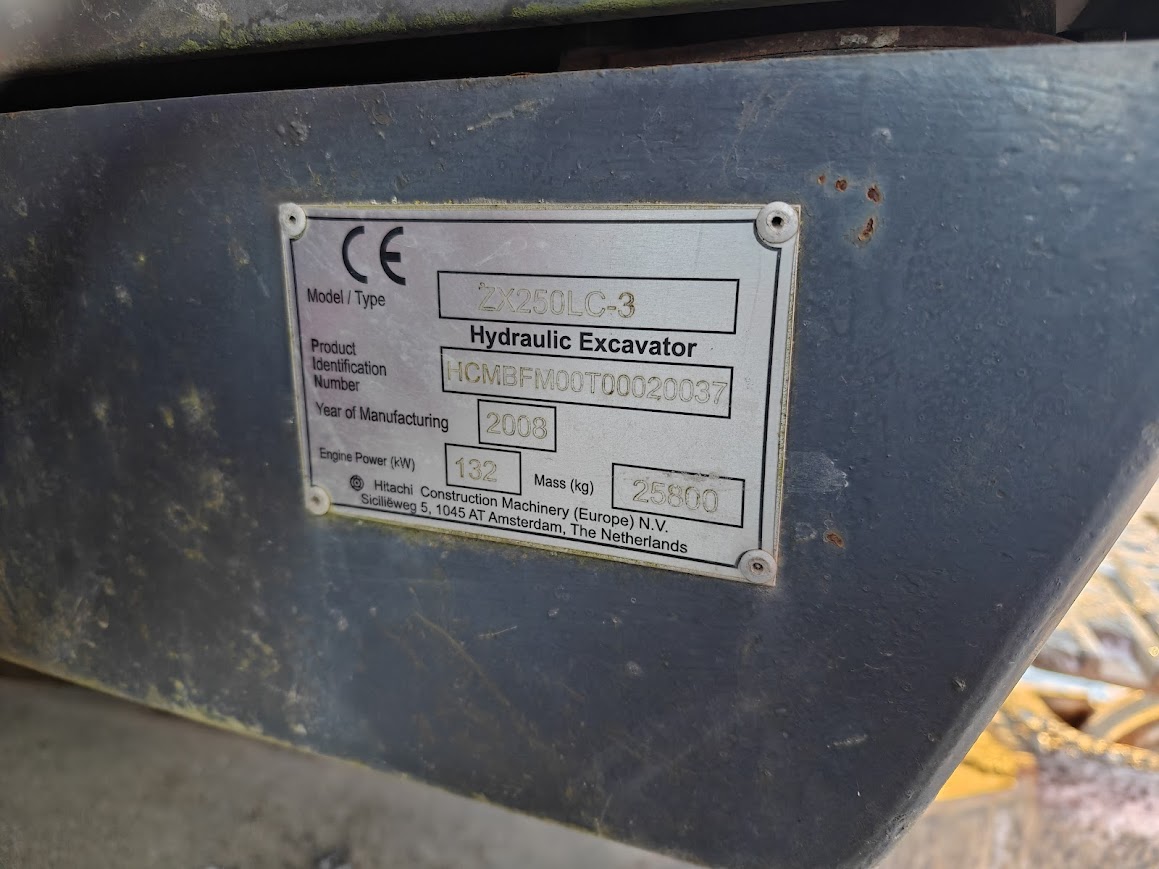 CE
Model / Type ZX250LC-3
Hydraulic Excavator
Product
Identification
Number
HCMBFM00T00020037
Year of Manufacturing 2008
Engine Power (kW) 132 Mass (kg) 25800
Hitachi Construction Machinery (Europe) N.V.
Siciliëweg 5, 1045 AT Amsterdam, The Netherlands